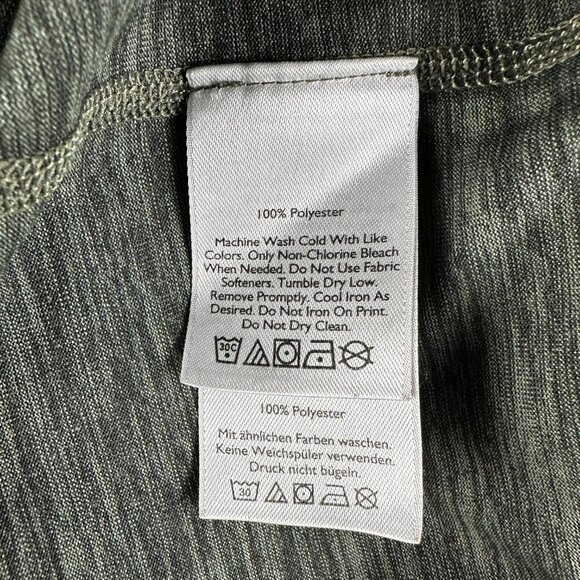 100% Polyester
Machine Wash Cold With Like
Colors. Only Non-Chlorine Bleach
When Needed. Do Not Use Fabric
Softeners. Tumble Dry Low.
Remove Promptly. Cool Iron As
Desired. Do Not Iron On Print.
Do Not Dry Clean.
30C
100% Polyester
Mit ähnlichen Farben waschen.
Keine Weichspüler verwenden.
Druck nicht bügeln.
30